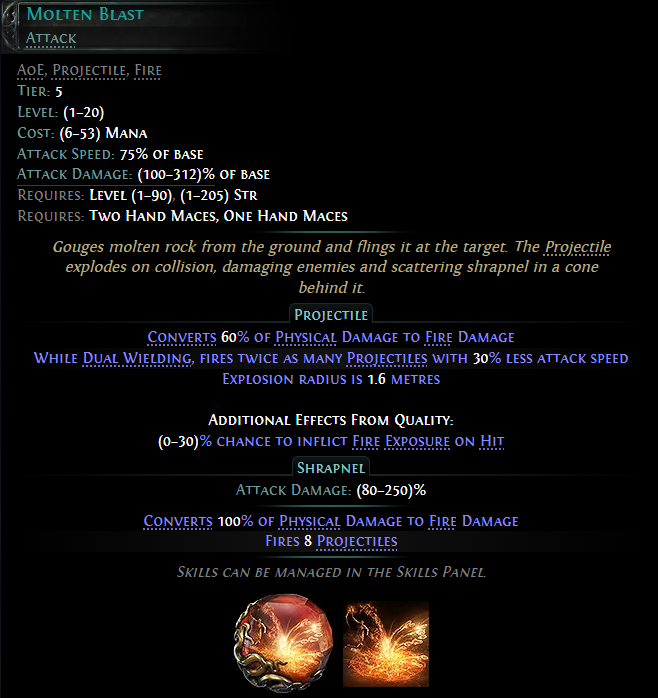 Molten Blast
Attack
AoE, Projectile, Fire
Tier: 5
Level: (1–20)
Cost: (6–53) Mana
Attack Speed: 75% of base
Attack Damage: (100–312)% of base
Requires: Level (1–90), (1–205) Str
Requires: Two Hand Maces, One Hand Maces
Gouges molten rock from the ground and flings it at the target. The Projectile
explodes on collision, damaging enemies and scattering shrapnel in a cone
behind it.
Projectile
Converts 60% of Physical Damage to Fire Damage
While Dual Wielding, fires twice as many Projectiles with 30% less attack speed
Explosion radius is 1.6 metres
Additional Effects From Quality:
(0–30)% chance to inflict Fire Exposure on Hit
Shrapnel
Attack Damage: (80–250)%
Converts 100% of Physical Damage to Fire Damage
Fires 8 Projectiles
Skills can be managed in the Skills Panel.